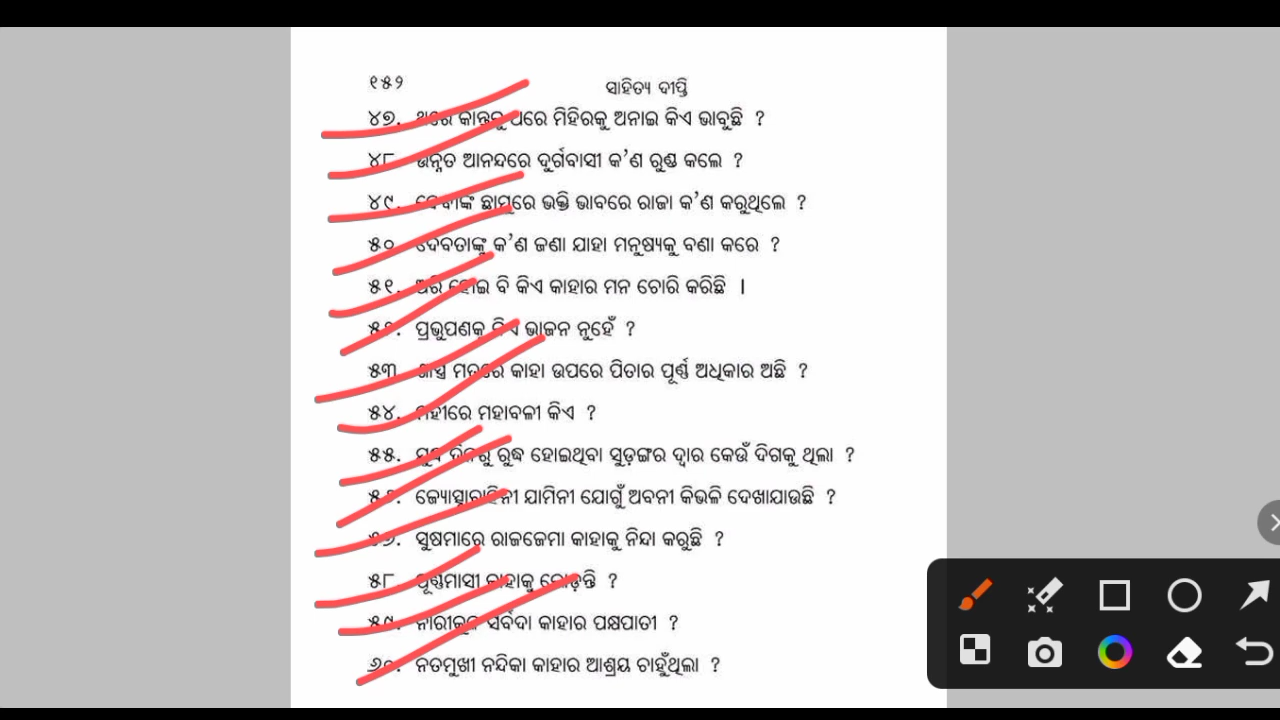 ୧୫୨ ସାହିତ୍ୟ ଦୀପ୍ତି
୪୭. ଥରେ କାନ୍ତକୁ ଥରେ ମିହିରକୁ ଅନାଇ କିଏ ଭାବୁଛି ?
୪୮. ଉନ୍ନତ ଆନନ୍ଦରେ ଦୁର୍ଗବାସୀ କ’ଣ ରୁଣ୍ଡ କଲେ ?
୪୯. ଦେବୀଙ୍କ ଛାମୁରେ ଭକ୍ତି ଭାବରେ ରାଜା କ’ଣ କରୁଥିଲେ ?
୫୦. ଦେବତାଙ୍କୁ କ’ଣ ଜଣା ଯାହା ମନୁଷ୍ୟକୁ ବଣା କରେ ?
୫୧. ଅରି ହୋଇ ବି କିଏ କାହାର ମନ ଚୋରି କରିଛି ।
୫୨. ପ୍ରଭୁପଣକୁ କିଏ ଭାଜନ ନୁହେଁ ?
୫୩. ଶାସ୍ତ୍ର ମତରେ କାହା ଉପରେ ପିତାର ପୂର୍ଣ୍ଣ ଅଧିକାର ଅଛି ?
୫୪. ମହୀରେ ମହାବଳୀ କିଏ ?
୫୫. ଦିନରୁ ରୁଦ୍ଧ ହୋଇଥିବା ସୁଡ଼ଙ୍ଗର ଦ୍ୱାର କେଉଁ ଦିଗକୁ ଥିଲା ?
ଯାମିନୀ ଯୋଗୁଁ ଅବନୀ କିଭଳି ଦେଖାଯାଉଛି ?
ସୁଷମାରେ ରାଜଜେମା କାହାକୁ ନିନ୍ଦା କରୁଛି ?
୫୮. ପୂର୍ଣ୍ଣମାସୀ କାହାକୁ ଲୋଡ଼ନ୍ତି ?
୫୯. ନାରୀକୁଳ ସର୍ବଦା କାହାର ପକ୍ଷପାତୀ ?
୬୦. ନତମୁଖୀ ନନ୍ଦିକା କାହାର ଆଶ୍ରୟ ଚାହୁଁଥିଲା ?